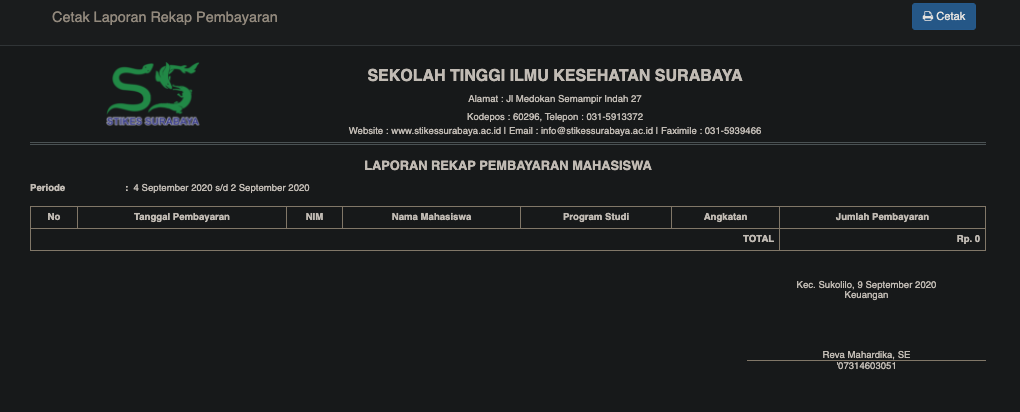 Cetak Laporan Rekap Pembayaran
Cetak
STIKES SURABAYA
SEKOLAH TINGGI ILMU KESEHATAN SURABAYA
Alamat : Jl Medokan Semampir Indah 27
Kodepos : 60296, Telepon : 031-5913372
Website : www.stikessurabaya.ac.id I Email : info@stikessurabaya.ac.id I Faximile : 031-5939466
LAPORAN REKAP PEMBAYARAN MAHASISWA
Periode : 4 September 2020 s/d 2 September 2020
No Tanggal Pembayaran NIM Nama Mahasiswa Program Studi Angkatan Jumlah Pembayaran
TOTAL Rp. 0
Kec. Sukolilo, 9 September 2020
Keuangan
Reva Mahardika, SE
'07314603051